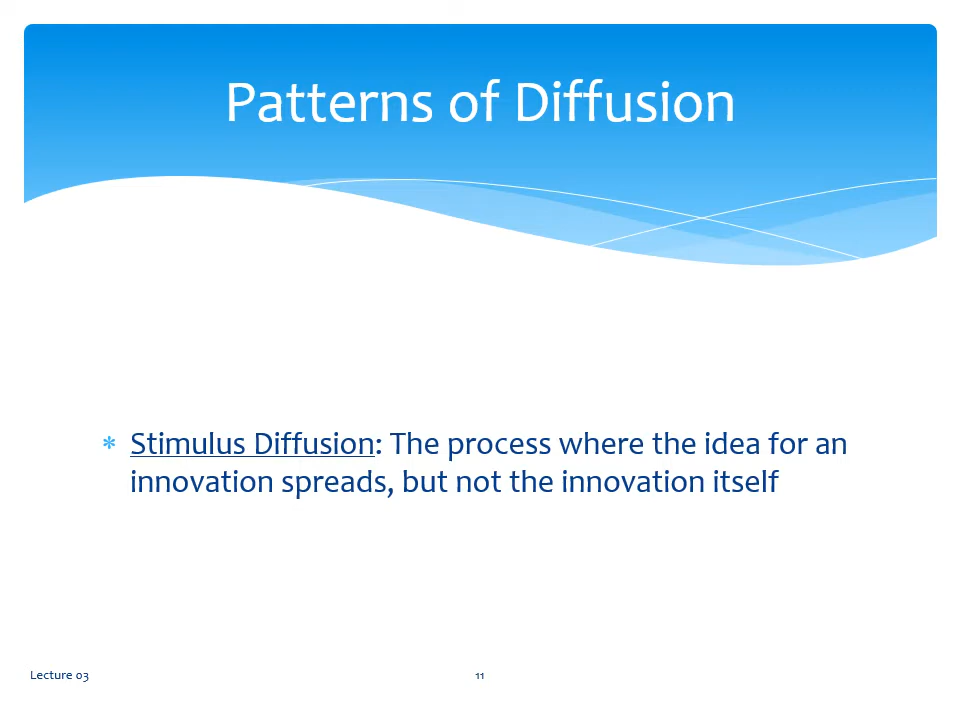 Patterns of Diffusion
* Stimulus Diffusion: The process where the idea for an
innovation spreads, but not the innovation itself
Lecture 03
11